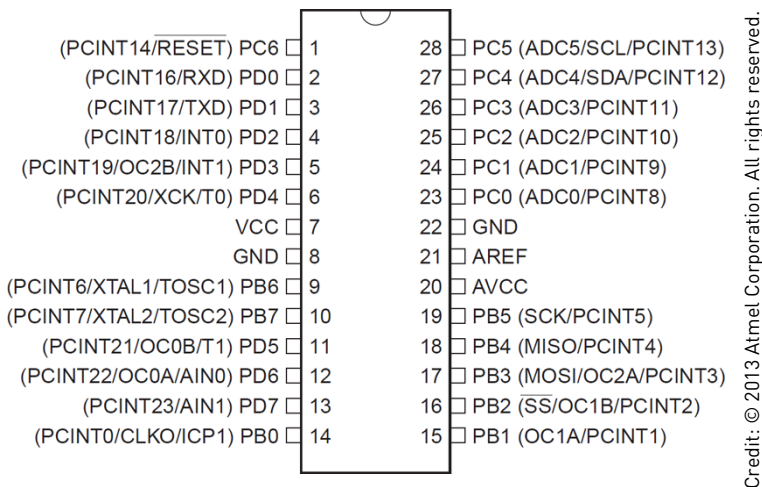 (PCINT14/RESET) PC6 1
(PCINT16/RXD) PD0 2
(PCINT17/TXD) PD1 3
(PCINT18/INT0) PD2 4
(PCINT19/OC2B/INT1) PD3 5
(PCINT20/XCK/T0) PD4 6
VCC 7
GND 8
(PCINT6/XTAL1/TOSC1) PB6 9
(PCINT7/XTAL2/TOSC2) PB7 10
(PCINT21/OC0B/T1) PD5 11
(PCINT22/OC0A/AIN0) PD6 12
(PCINT23/AIN1) PD7 13
(PCINT0/CLKO/ICP1) PB0 14
28 PC5 (ADC5/SCL/PCINT13)
27 PC4 (ADC4/SDA/PCINT12)
26 PC3 (ADC3/PCINT11)
25 PC2 (ADC2/PCINT10)
24 PC1 (ADC1/PCINT9)
23 PC0 (ADC0/PCINT8)
22 GND
21 AREF
20 AVCC
19 PB5 (SCK/PCINT5)
18 PB4 (MISO/PCINT4)
17 PB3 (MOSI/OC2A/PCINT3)
16 PB2 (SS/OC1B/PCINT2)
15 PB1 (OC1A/PCINT1)
Credit: © 2013 Atmel Corporation. All rights reserved.